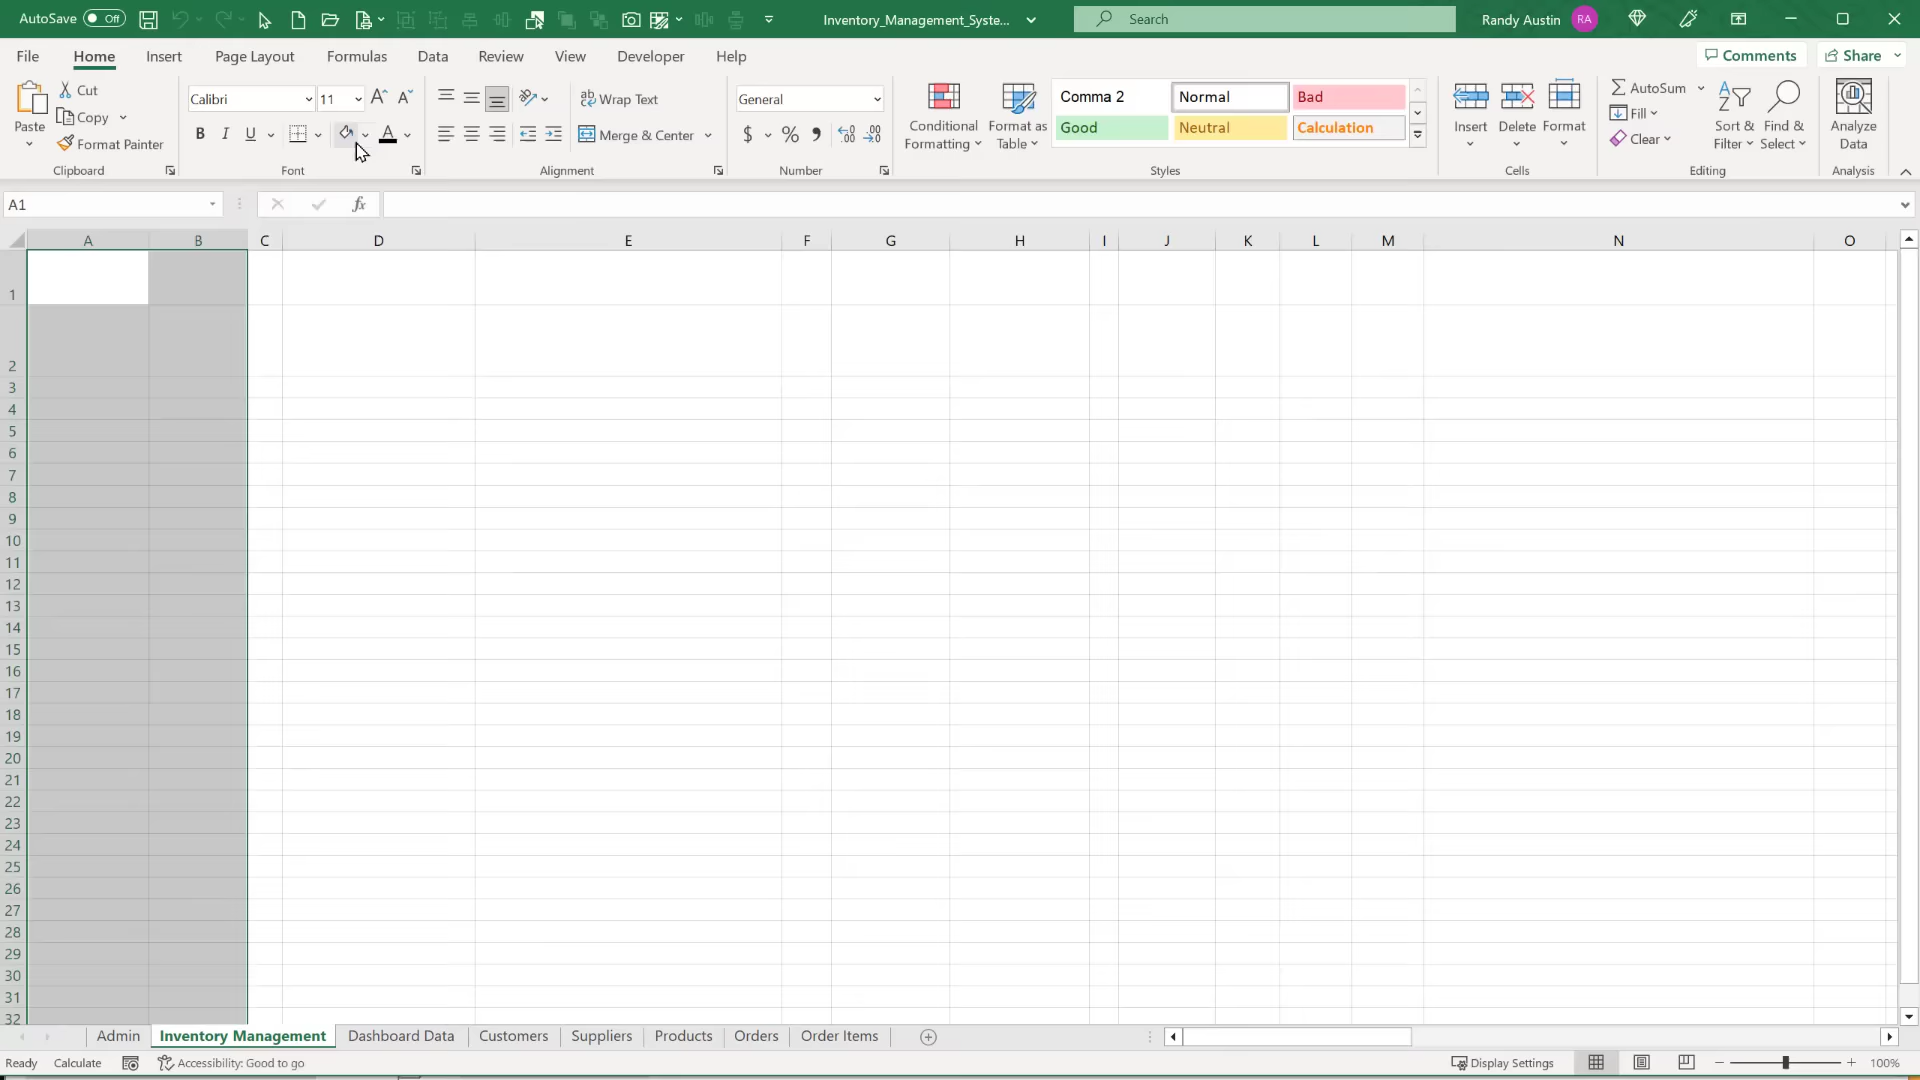 AutoSave Off Inventory_Management_Syste... Search Randy Austin RA
File Home Insert Page Layout Formulas Data Review View Developer Help Comments Share
Paste Cut Copy Format Painter Clipboard
Calibri 11 B I U A Font
ab Wrap Text Merge & Center Alignment
General $ % Number
Conditional Formatting Format as Table Comma 2 Normal Bad Good Neutral Calculation Styles
Insert Delete Format Cells
AutoSum Fill Clear Sort & Filter Find & Select Editing
Analyze Data Analysis
A1 fx
A B C D E F G H I J K L M N O
1
2
3
4
5
6
7
8
9
10
11
12
13
14
15
16
17
18
19
20
21
22
23
24
25
26
27
28
29
30
31
32
Admin Inventory Management Dashboard Data Customers Suppliers Products Orders Order Items
Ready Calculate Accessibility: Good to go Display Settings 100%